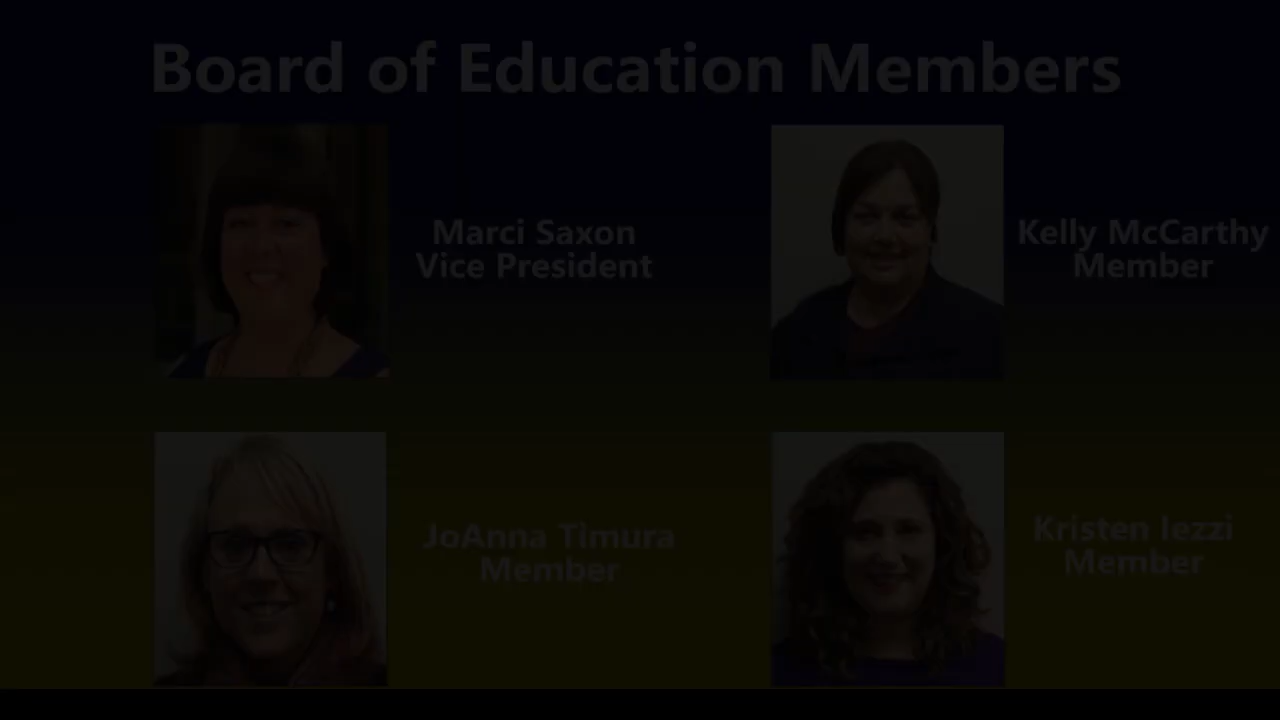 Board of Education Members
Marci Saxon
Vice President
Kelly McCarthy
Member
JoAnna Timura
Member
Kristen Iezzi
Member